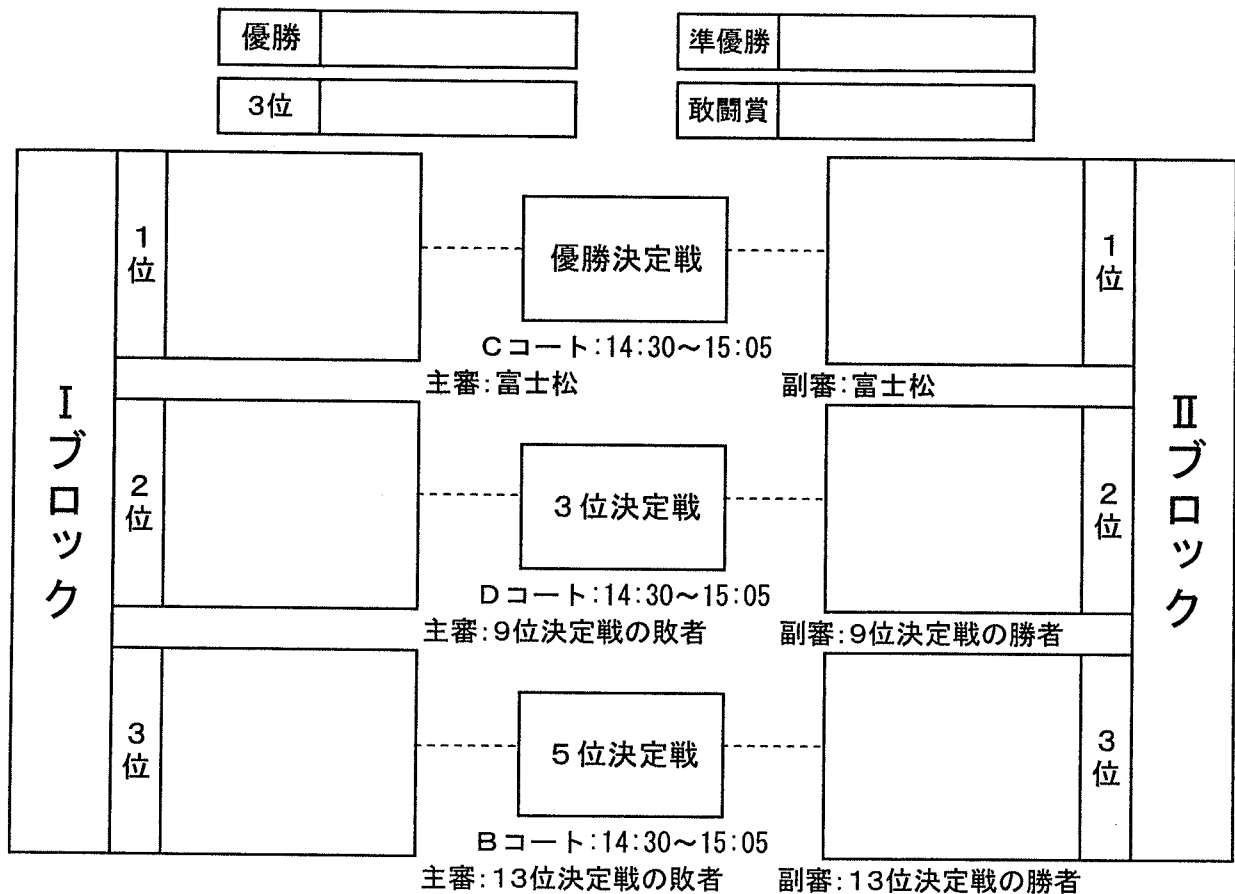 優勝
準優勝
3位
敢闘賞
Ⅰブロック
1位
優勝決定戦
1位
Ⅱブロック
Cコート:14:30～15:05
主審:富士松
副審:富士松
2位
3位決定戦
2位
Dコート:14:30～15:05
主審:9位決定戦の敗者
副審:9位決定戦の勝者
3位
5位決定戦
3位
Bコート:14:30～15:05
主審:13位決定戦の敗者
副審:13位決定戦の勝者